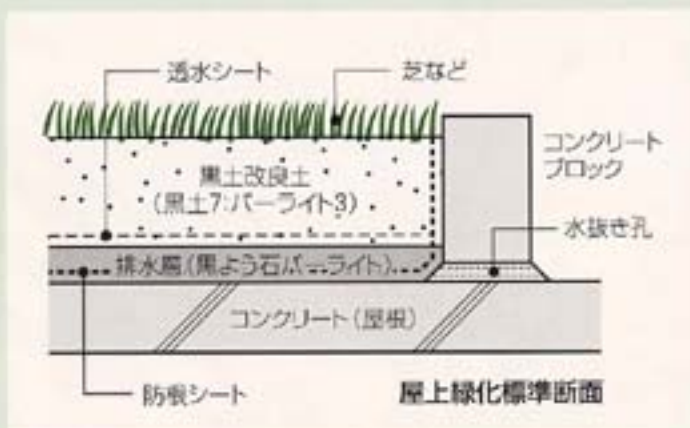 透水シート
芝など
コンクリート
ブロック
黒土改良土
(黒土7:パーライト3)
水抜き孔
排水層(黒よう石パーライト)
コンクリート(屋根)
防根シート
屋上緑化標準断面